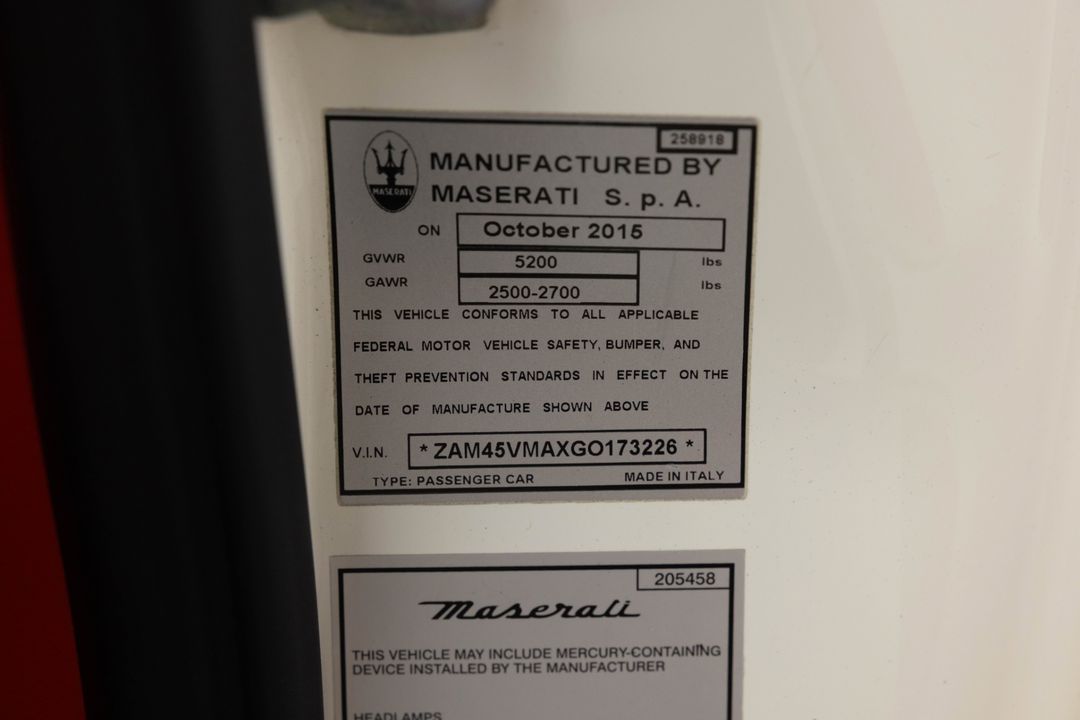 258918
MASERATI
MANUFACTURED BY
MASERATI S. p. A.
ON October 2015
GVWR 5200 lbs
GAWR 2500-2700 lbs
THIS VEHICLE CONFORMS TO ALL APPLICABLE
FEDERAL MOTOR VEHICLE SAFETY, BUMPER, AND
THEFT PREVENTION STANDARDS IN EFFECT ON THE
DATE OF MANUFACTURE SHOWN ABOVE
V.I.N. * ZAM45VMAXGO173226 *
TYPE: PASSENGER CAR MADE IN ITALY
205458
Maserati
THIS VEHICLE MAY INCLUDE MERCURY-CONTAINING
DEVICE INSTALLED BY THE MANUFACTURER
HEADLAMPS